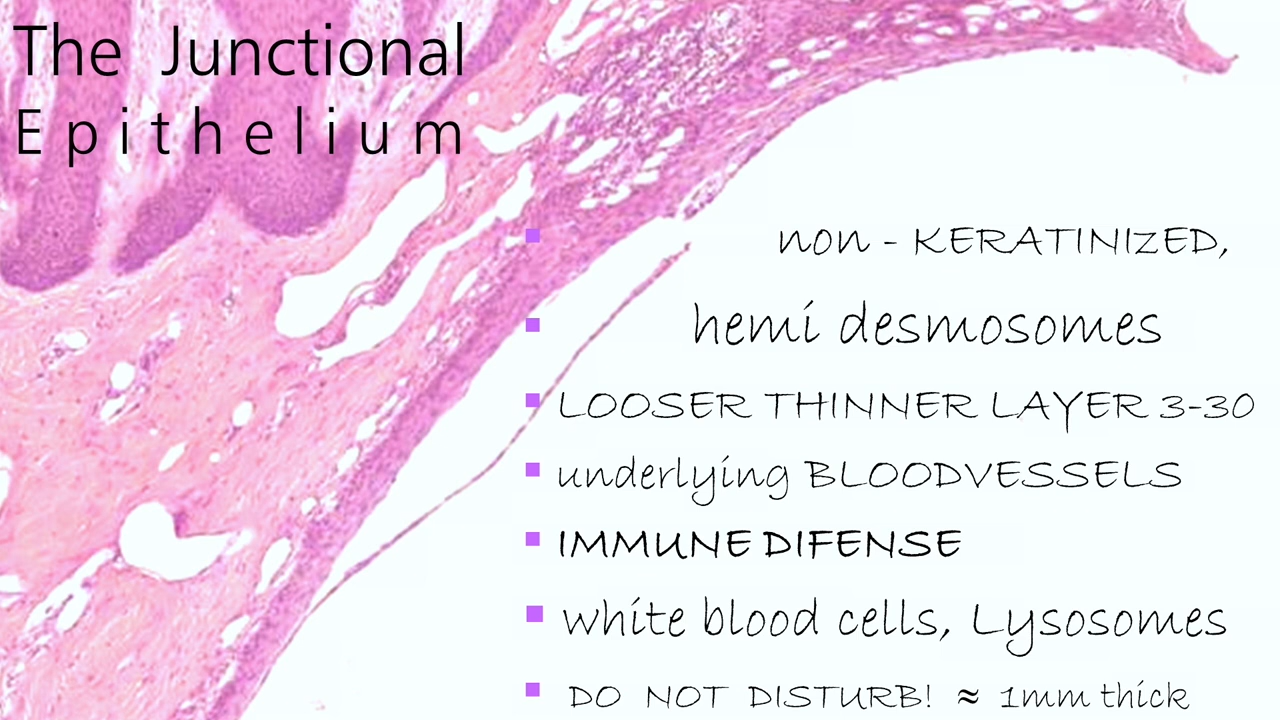 The Junctional
Epithelium
non - KERATINIZED,
hemi desmosomes
LOOSER THINNER LAYER 3-30
underlying BLOODVESSELS
IMMUNE DIFENSE
white blood cells, Lysosomes
DO NOT DISTURB! ≈ 1mm thick